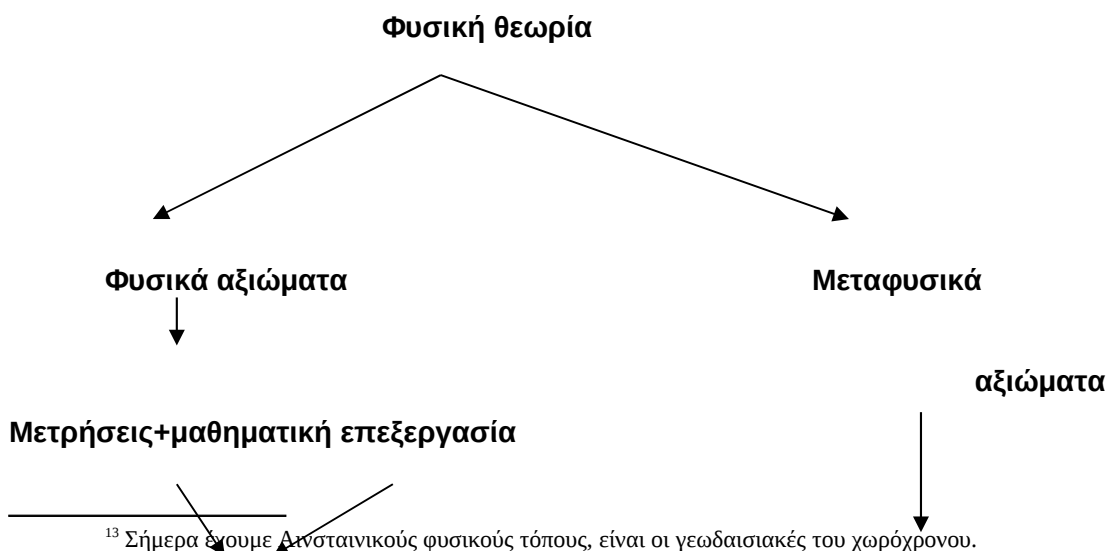 Φυσική θεωρία
Φυσικά αξιώματα
Μεταφυσικά
αξιώματα
Μετρήσεις+μαθηματική επεξεργασία
13 Σήμερα έχουμε Αινσταινικούς φυσικούς τόπους, είναι οι γεωδαισιακές του χωρόχρονου.